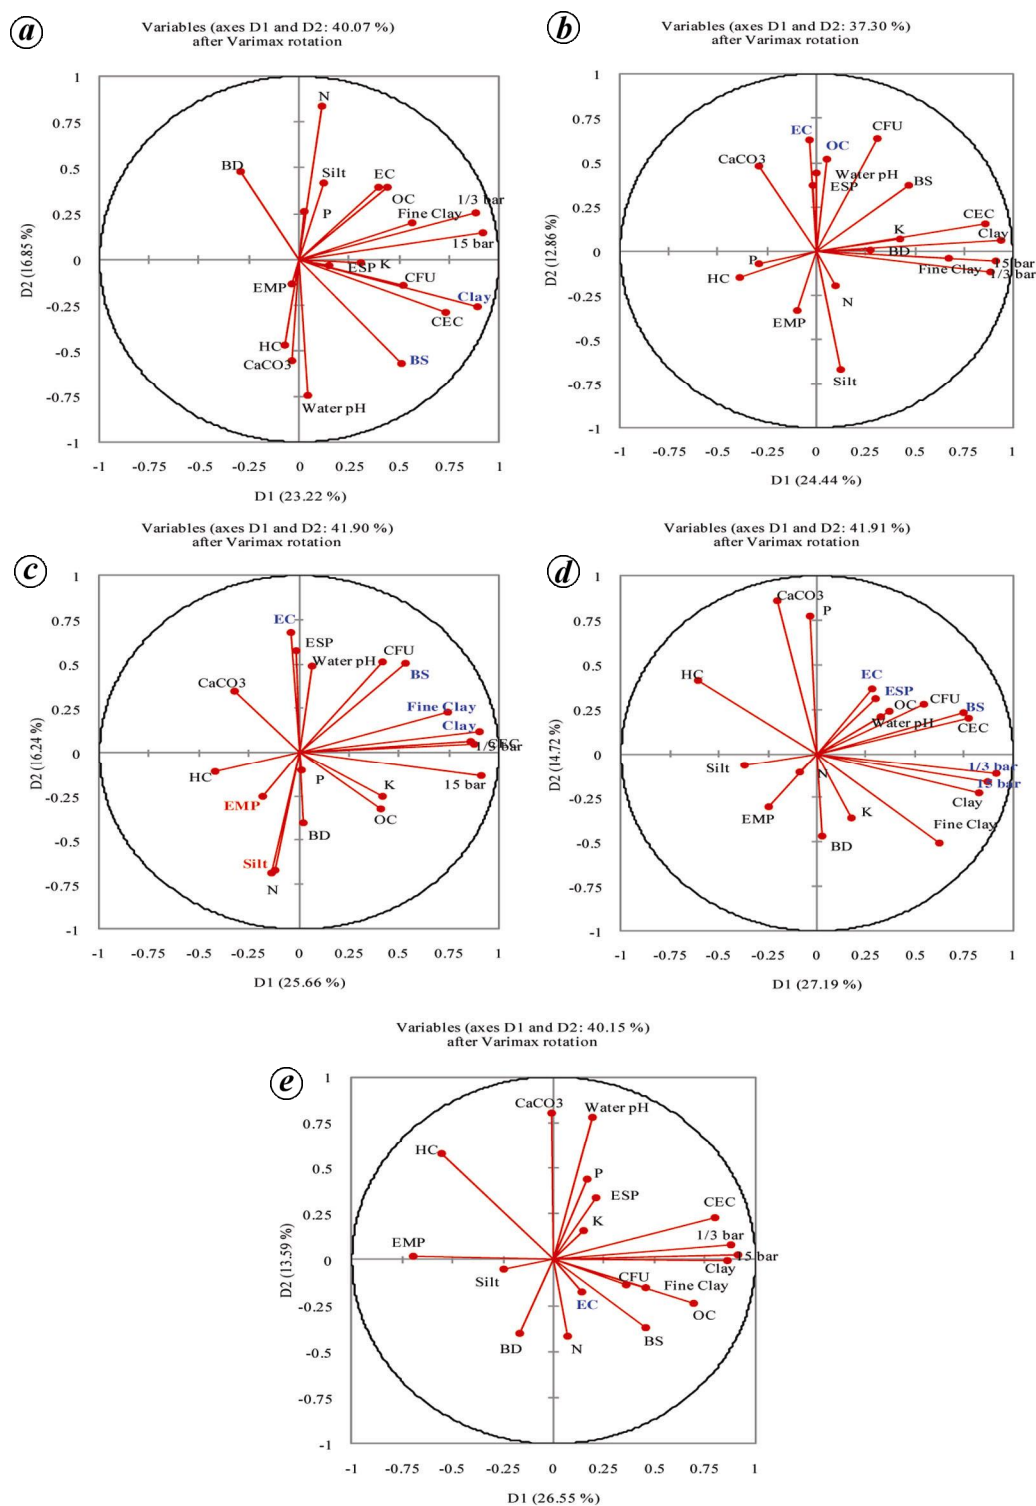 a
Variables (axes D1 and D2: 40.07 %)
after Varimax rotation
1
0.75
0.5
0.25
0
-0.25
-0.5
-0.75
-1
D2 (16.85 %)
N
BD
Silt
EC
OC
P
Fine Clay
1/3 bar
15 bar
ESP
K
EMP
CFU
Clay
CEC
HC
CaCO3
BS
Water pH
-1 -0.75 -0.5 -0.25 0 0.25 0.5 0.75 1
D1 (23.22 %)
b
Variables (axes D1 and D2: 37.30 %)
after Varimax rotation
1
0.75
0.5
0.25
0
-0.25
-0.5
-0.75
-1
D2 (12.86 %)
EC
CFU
OC
CaCO3
Water pH
ESP
BS
CEC
K
Clay
BD
P
Fine Clay
15 bar
HC
1/3 bar
N
EMP
Silt
-1 -0.75 -0.5 -0.25 0 0.25 0.5 0.75 1
D1 (24.44 %)
c
Variables (axes D1 and D2: 41.90 %)
after Varimax rotation
1
0.75
0.5
0.25
0
-0.25
-0.5
-0.75
-1
D2 (16.24 %)
EC
ESP
CFU
Water pH
BS
CaCO3
Fine Clay
Clay
CEC
1/3 bar
HC
P
K
15 bar
EMP
OC
BD
Silt
N
-1 -0.75 -0.5 -0.25 0 0.25 0.5 0.75 1
D1 (25.66 %)
d
Variables (axes D1 and D2: 41.91 %)
after Varimax rotation
1
0.75
0.5
0.25
0
-0.25
-0.5
-0.75
-1
D2 (14.72 %)
CaCO3
P
HC
EC
ESP
OC
CFU
BS
Water pH
CEC
Silt
N
1/3 bar
15 bar
Clay
EMP
K
Fine Clay
BD
-1 -0.75 -0.5 -0.25 0 0.25 0.5 0.75 1
D1 (27.19 %)
e
Variables (axes D1 and D2: 40.15 %)
after Varimax rotation
1
0.75
0.5
0.25
0
-0.25
-0.5
-0.75
-1
D2 (13.59 %)
CaCO3
Water pH
HC
P
ESP
CEC
K
1/3 bar
EMP
15 bar
Clay
Silt
CFU
Fine Clay
EC
OC
BD
N
BS
-1 -0.75 -0.5 -0.25 0 0.25 0.5 0.75 1
D1 (26.55 %)